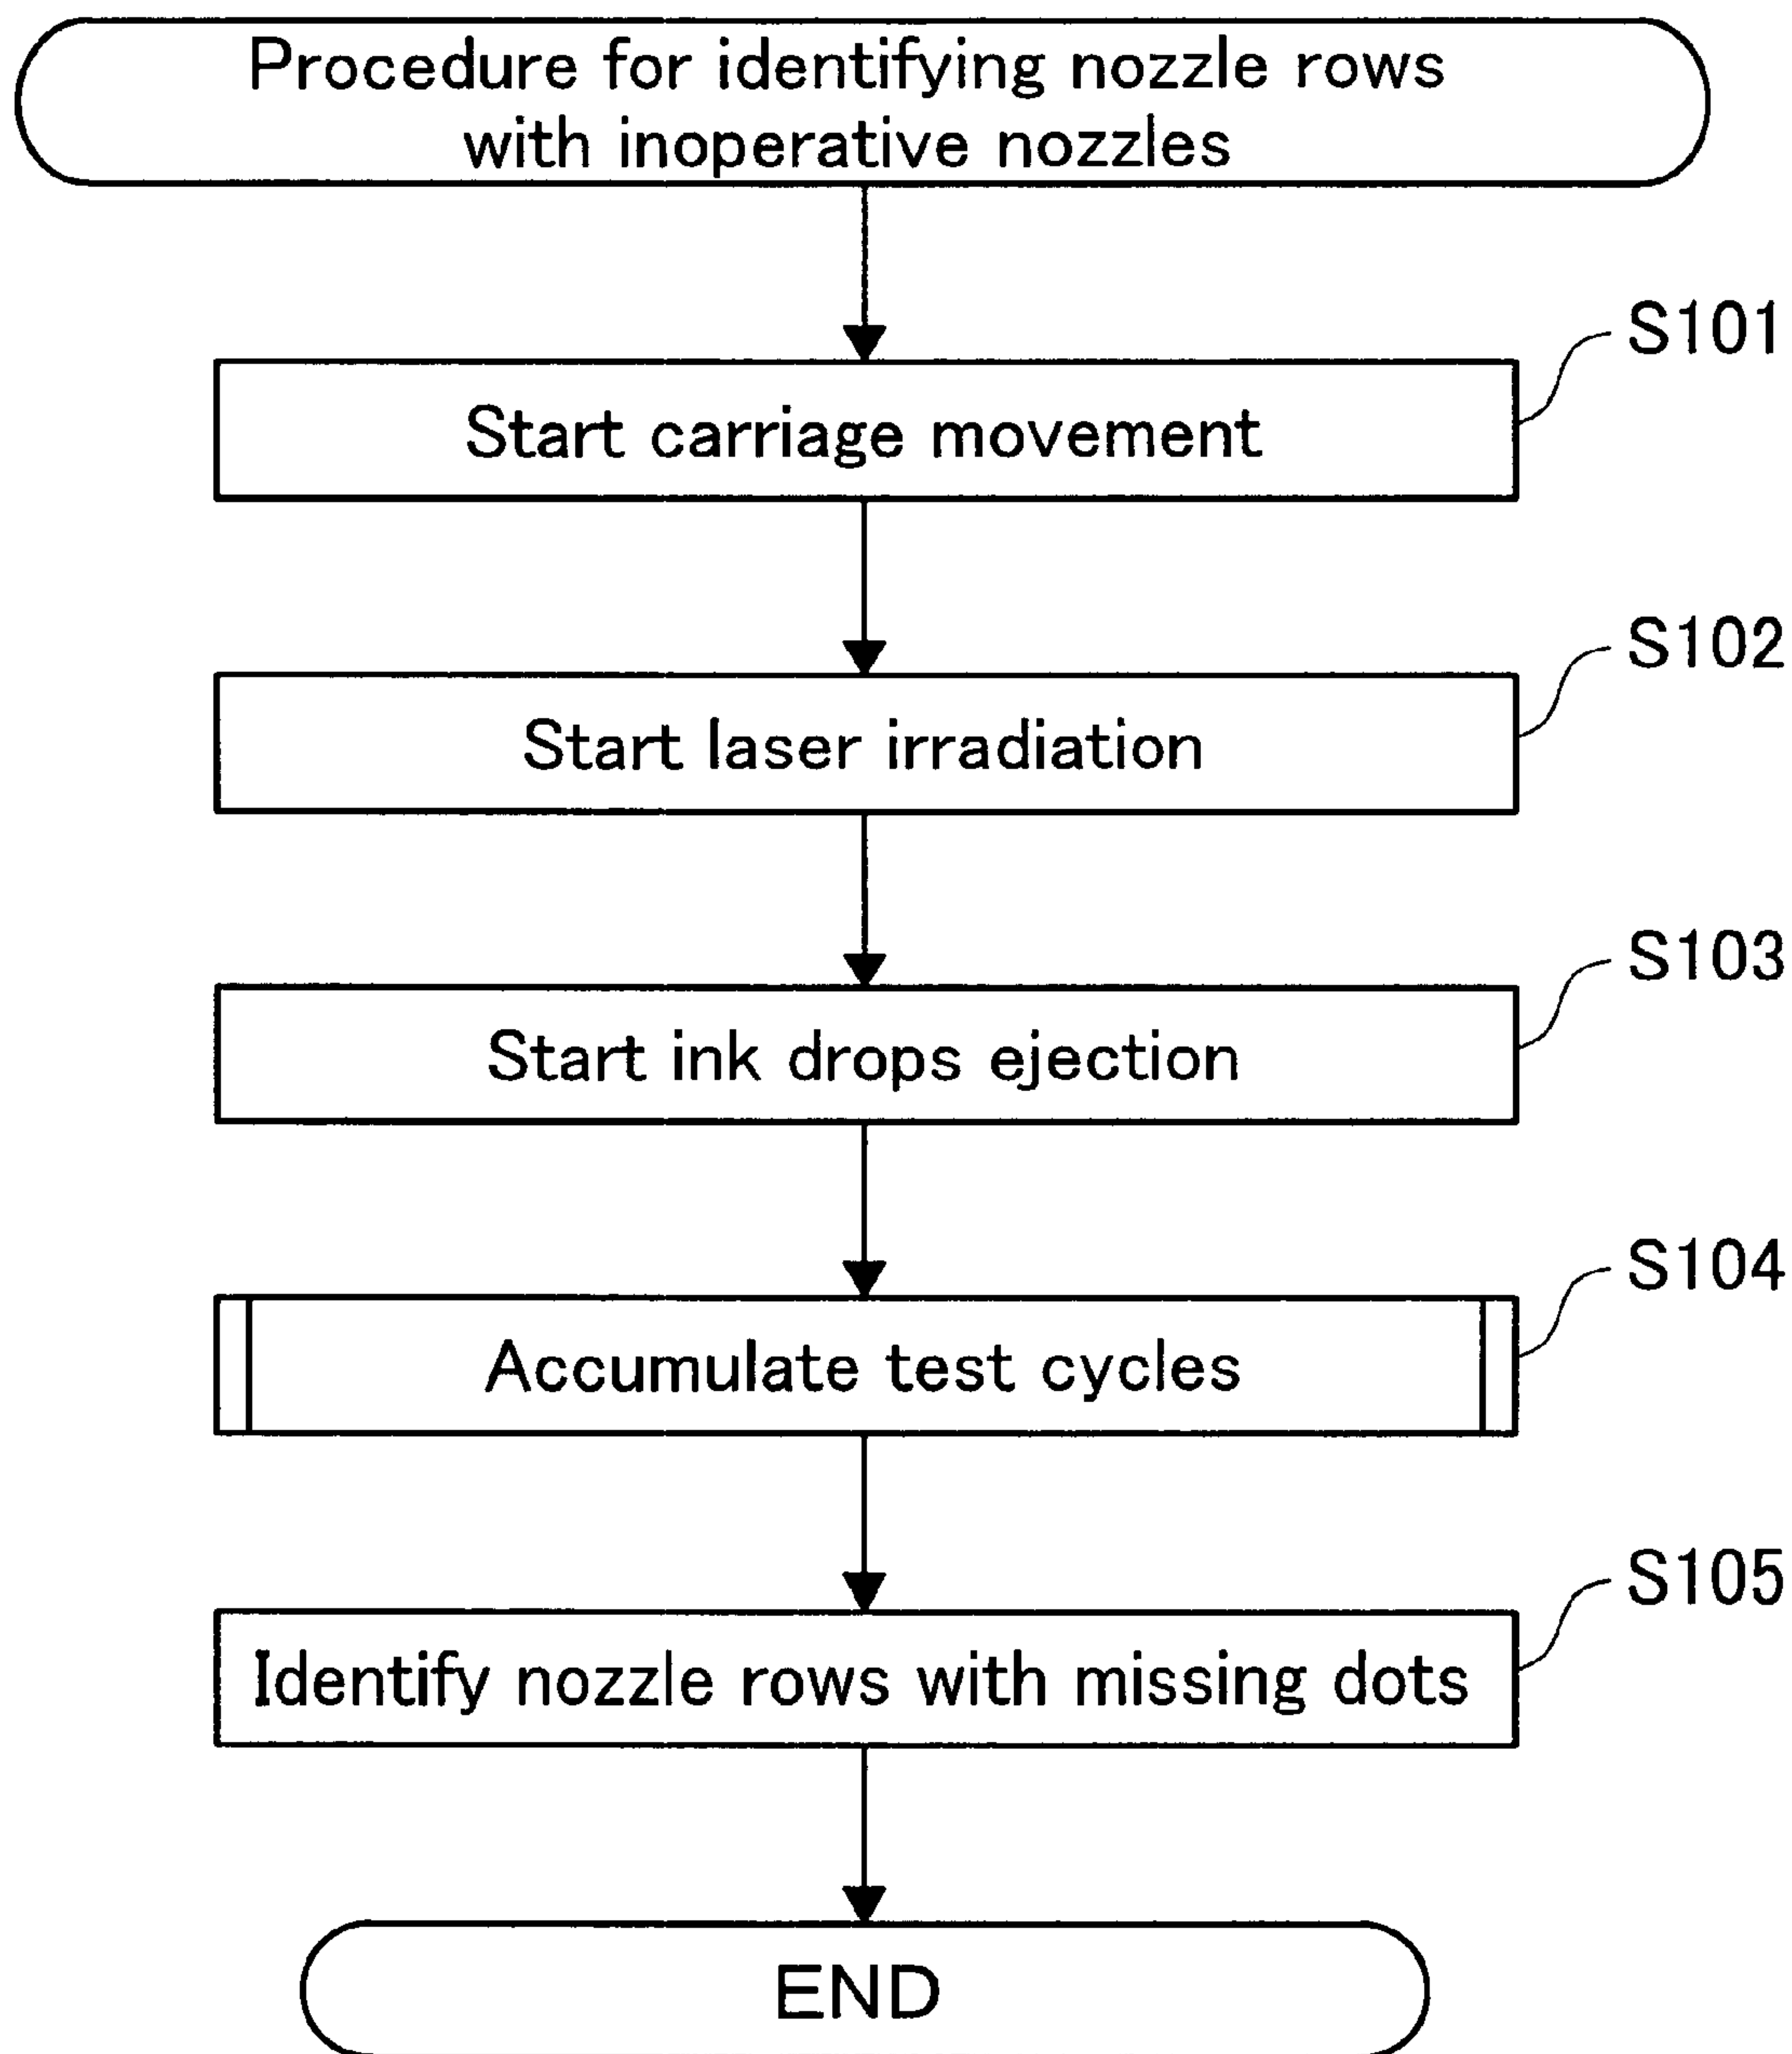 Procedure for identifying nozzle rows
with inoperative nozzles
S101
Start carriage movement
S102
Start laser irradiation
S103
Start ink drops ejection
S104
Accumulate test cycles
S105
Identify nozzle rows with missing dots
END